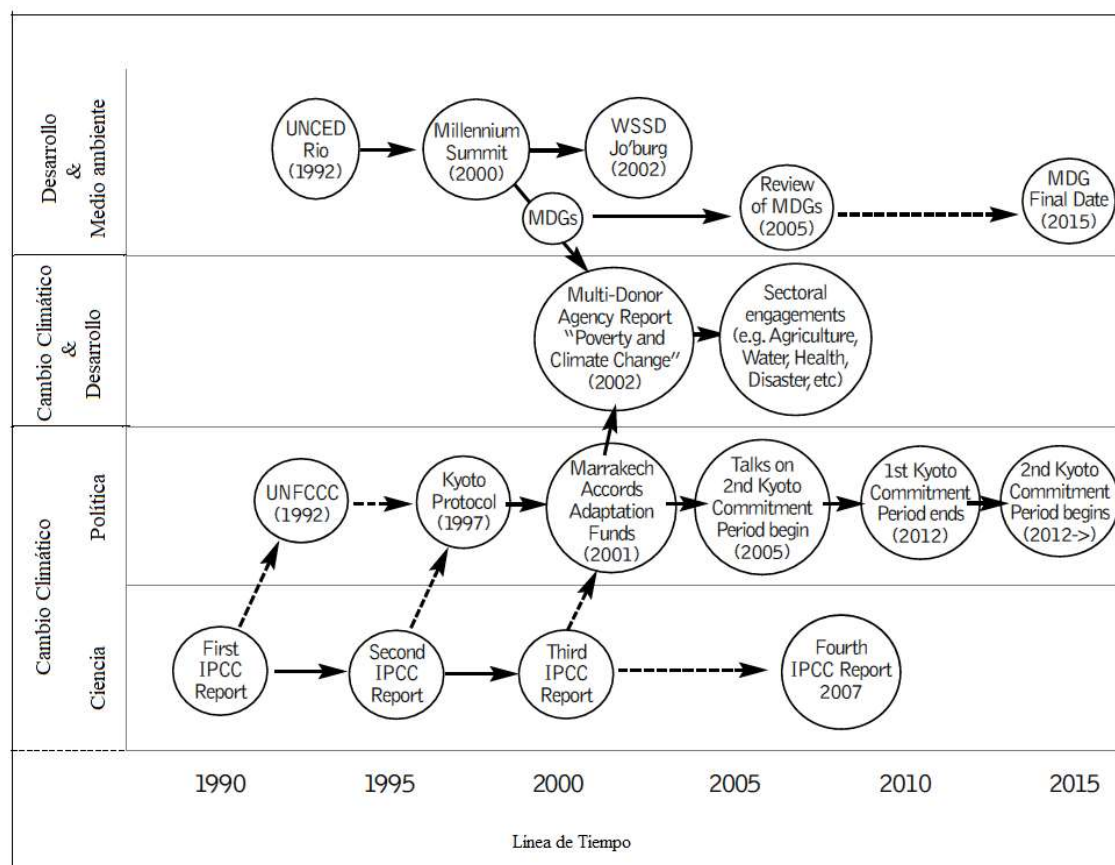 Desarrollo
&
Medio ambiente
UNCED
Rio
(1992)
Millennium
Summit
(2000)
WSSD
Jo'burg
(2002)
MDGs
Review
of MDGs
(2005)
MDG
Final Date
(2015)
Cambio Climático
&
Desarrollo
Multi-Donor
Agency Report
"Poverty and
Climate Change"
(2002)
Sectoral
engagements
(e.g. Agriculture,
Water, Health,
Disaster, etc)
Cambio Climático
Política
UNFCCC
(1992)
Kyoto
Protocol
(1997)
Marrakech
Accords
Adaptation
Funds
(2001)
Talks on
2nd Kyoto
Commitment
Period begin
(2005)
1st Kyoto
Commitment
Period ends
(2012)
2nd Kyoto
Commitment
Period begins
(2012->)
Ciencia
First
IPCC
Report
Second
IPCC
Report
Third
IPCC
Report
Fourth
IPCC Report
2007
1990 1995 2000 2005 2010 2015
Linea de Tiempo